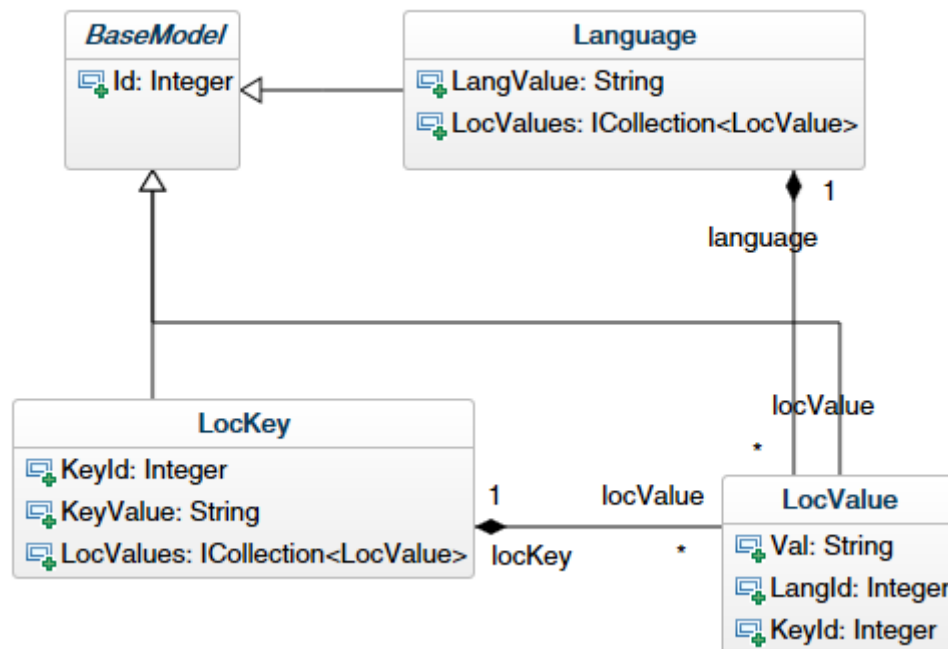 BaseModel
Id: Integer
Language
LangValue: String
LocValues: ICollection<LocValue>
1
language
locValue
*
LocKey
KeyId: Integer
KeyValue: String
LocValues: ICollection<LocValue>
1
locValue
locKey
*
LocValue
Val: String
LangId: Integer
KeyId: Integer